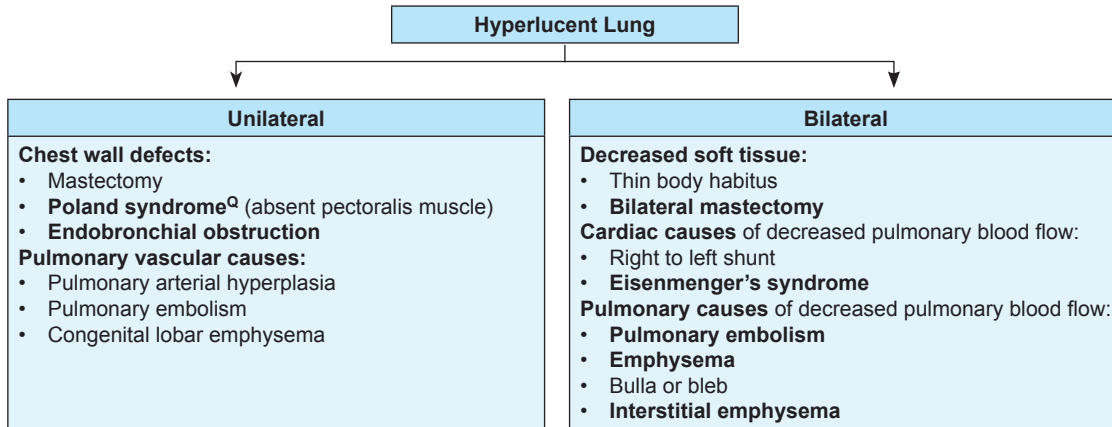 Hyperlucent Lung
Unilateral
Chest wall defects:
• Mastectomy
• Poland syndromeQ (absent pectoralis muscle)
• Endobronchial obstruction
Pulmonary vascular causes:
• Pulmonary arterial hyperplasia
• Pulmonary embolism
• Congenital lobar emphysema
Bilateral
Decreased soft tissue:
• Thin body habitus
• Bilateral mastectomy
Cardiac causes of decreased pulmonary blood flow:
• Right to left shunt
• Eisenmenger's syndrome
Pulmonary causes of decreased pulmonary blood flow:
• Pulmonary embolism
• Emphysema
• Bulla or bleb
• Interstitial emphysema